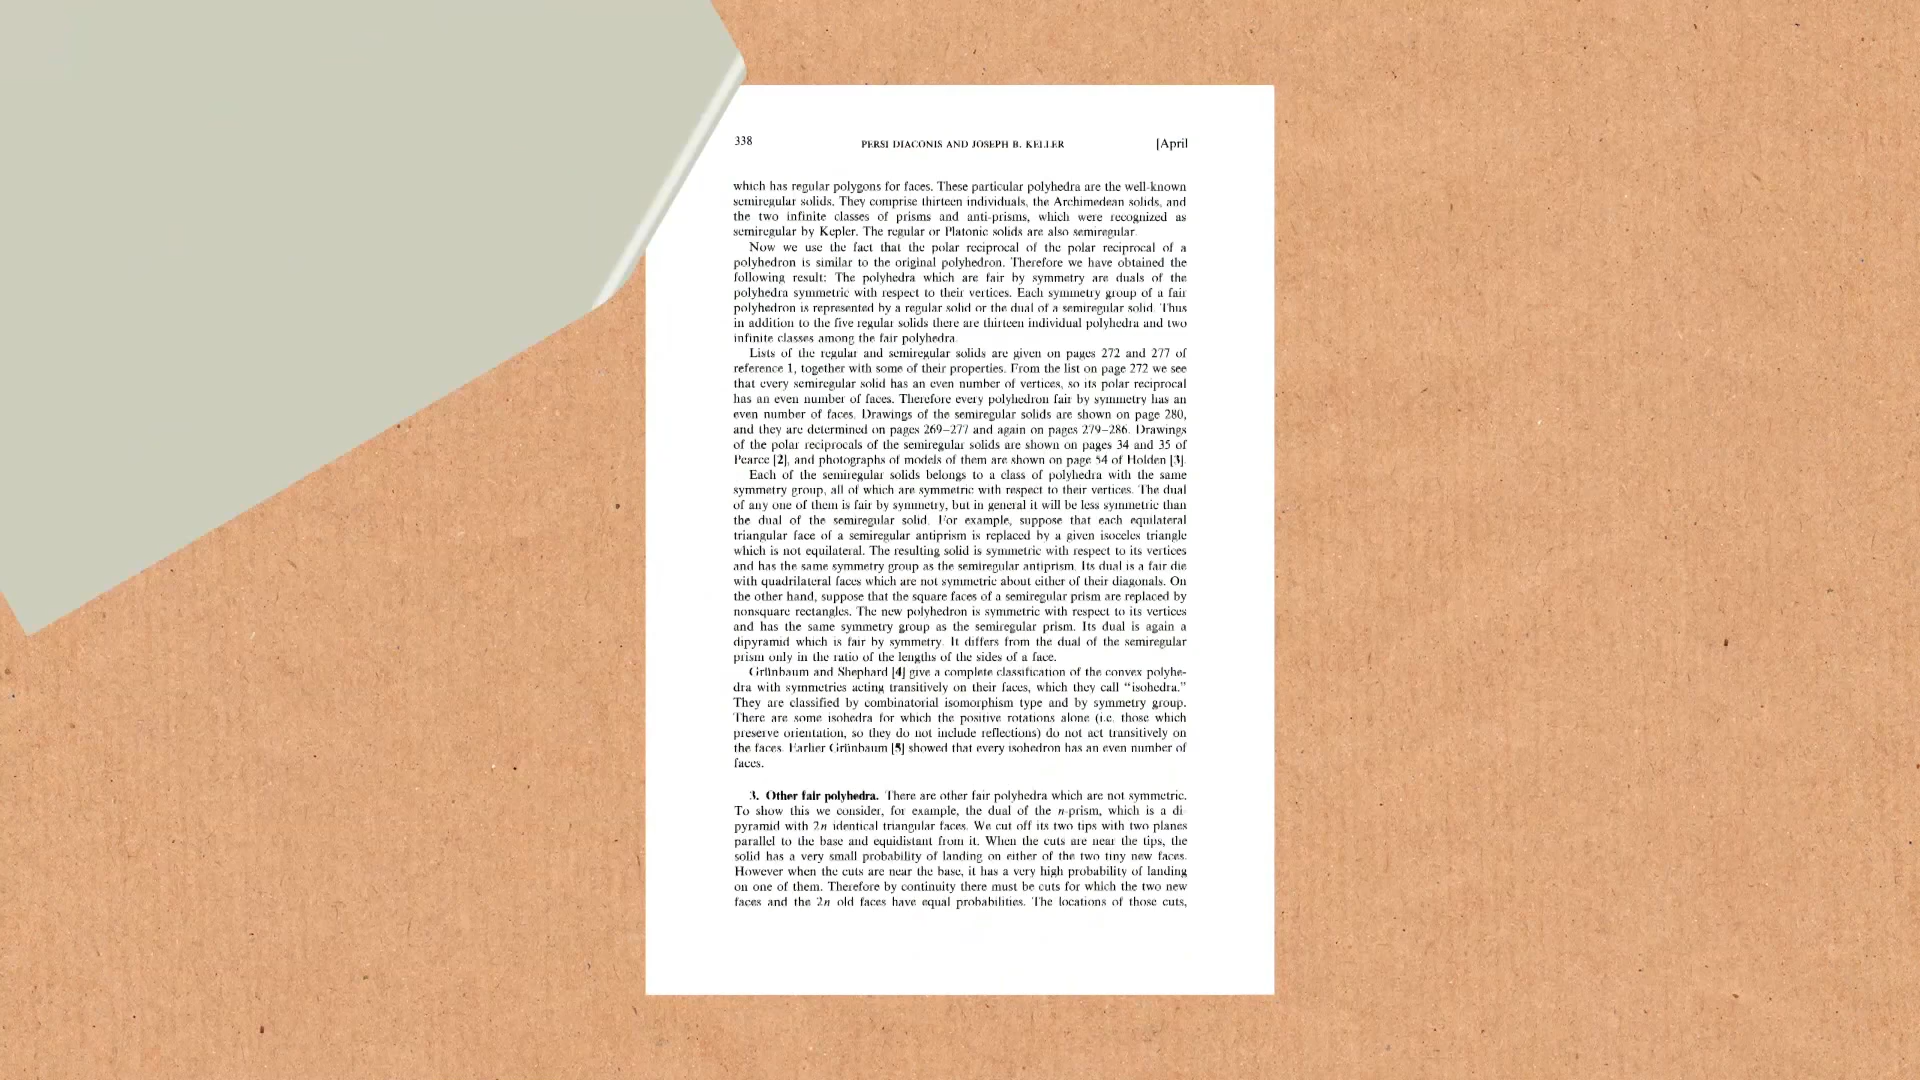 338
PERSI DIACONIS AND JOSEPH B. KELLER
[April
which has regular polygons for faces. These particular polyhedra are the well-known
semiregular solids. They comprise thirteen individuals, the Archimedean solids, and
the two infinite classes of prisms and anti-prisms, which were recognized as
semiregular by Kepler. The regular or Platonic solids are also semiregular.
Now we use the fact that the polar reciprocal of the polar reciprocal of a
polyhedron is similar to the original polyhedron. Therefore we have obtained the
following result: The polyhedra which are fair by symmetry are duals of the
polyhedra symmetric with respect to their vertices. Each symmetry group of a fair
polyhedron is represented by a regular solid or the dual of a semiregular solid. Thus
in addition to the five regular solids there are thirteen individual polyhedra and two
infinite classes among the fair polyhedra.
Lists of the regular and semiregular solids are given on pages 272 and 277 of
reference 1, together with some of their properties. From the list on page 272 we see
that every semiregular solid has an even number of vertices, so its polar reciprocal
has an even number of faces. Therefore every polyhedron fair by symmetry has an
even number of faces. Drawings of the semiregular solids are shown on page 280,
and they are determined on pages 269–277 and again on pages 279–286. Drawings
of the polar reciprocals of the semiregular solids are shown on pages 34 and 35 of
Pearce [2], and photographs of models of them are shown on page 54 of Holden [3].
Each of the semiregular solids belongs to a class of polyhedra with the same
symmetry group, all of which are symmetric with respect to their vertices. The dual
of any one of them is fair by symmetry, but in general it will be less symmetric than
the dual of the semiregular solid. For example, suppose that each equilateral
triangular face of a semiregular antiprism is replaced by a given isoceles triangle
which is not equilateral. The resulting solid is symmetric with respect to its vertices
and has the same symmetry group as the semiregular antiprism. Its dual is a fair die
with quadrilateral faces which are not symmetric about either of their diagonals. On
the other hand, suppose that the square faces of a semiregular prism are replaced by
nonsquare rectangles. The new polyhedron is symmetric with respect to its vertices
and has the same symmetry group as the semiregular prism. Its dual is again a
dipyramid which is fair by symmetry. It differs from the dual of the semiregular
prism only in the ratio of the lengths of the sides of a face.
Grünbaum and Shephard [4] give a complete classification of the convex polyhe-
dra with symmetries acting transitively on their faces, which they call “isohedra.”
They are classified by combinatorial isomorphism type and by symmetry group.
There are some isohedra for which the positive rotations alone (i.e. those which
preserve orientation, so they do not include reflections) do not act transitively on
the faces. Earlier Grünbaum [5] showed that every isohedron has an even number of
faces.
3. Other fair polyhedra. There are other fair polyhedra which are not symmetric.
To show this we consider, for example, the dual of the n-prism, which is a di-
pyramid with 2n identical triangular faces. We cut off its two tips with two planes
parallel to the base and equidistant from it. When the cuts are near the tips, the
solid has a very small probability of landing on either of the two tiny new faces.
However when the cuts are near the base, it has a very high probability of landing
on one of them. Therefore by continuity there must be cuts for which the two new
faces and the 2n old faces have equal probabilities. The locations of those cuts,